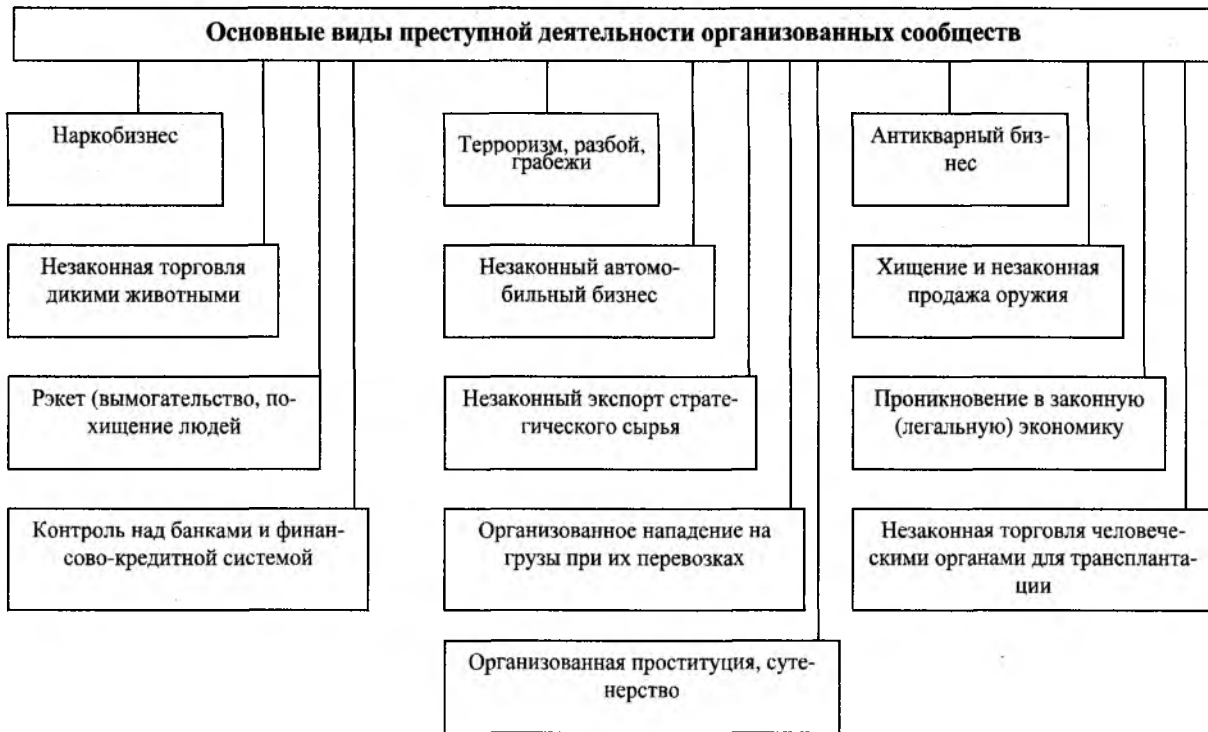 Основные виды преступной деятельности организованных сообществ
Наркобизнес
Терроризм, разбой,
грабежи
Антикварный биз-
нес
Незаконная торговля
дикими животными
Незаконный автомо-
бильный бизнес
Хищение и незаконная
продажа оружия
Рэкет (вымогательство, по-
хищение людей
Незаконный экспорт страте-
гического сырья
Проникновение в законную
(легальную) экономику
Контроль над банками и финан-
сово-кредитной системой
Организованное нападение на
грузы при их перевозках
Незаконная торговля человече-
скими органами для транспланта-
ции
Организованная проституция, суте-
нерство